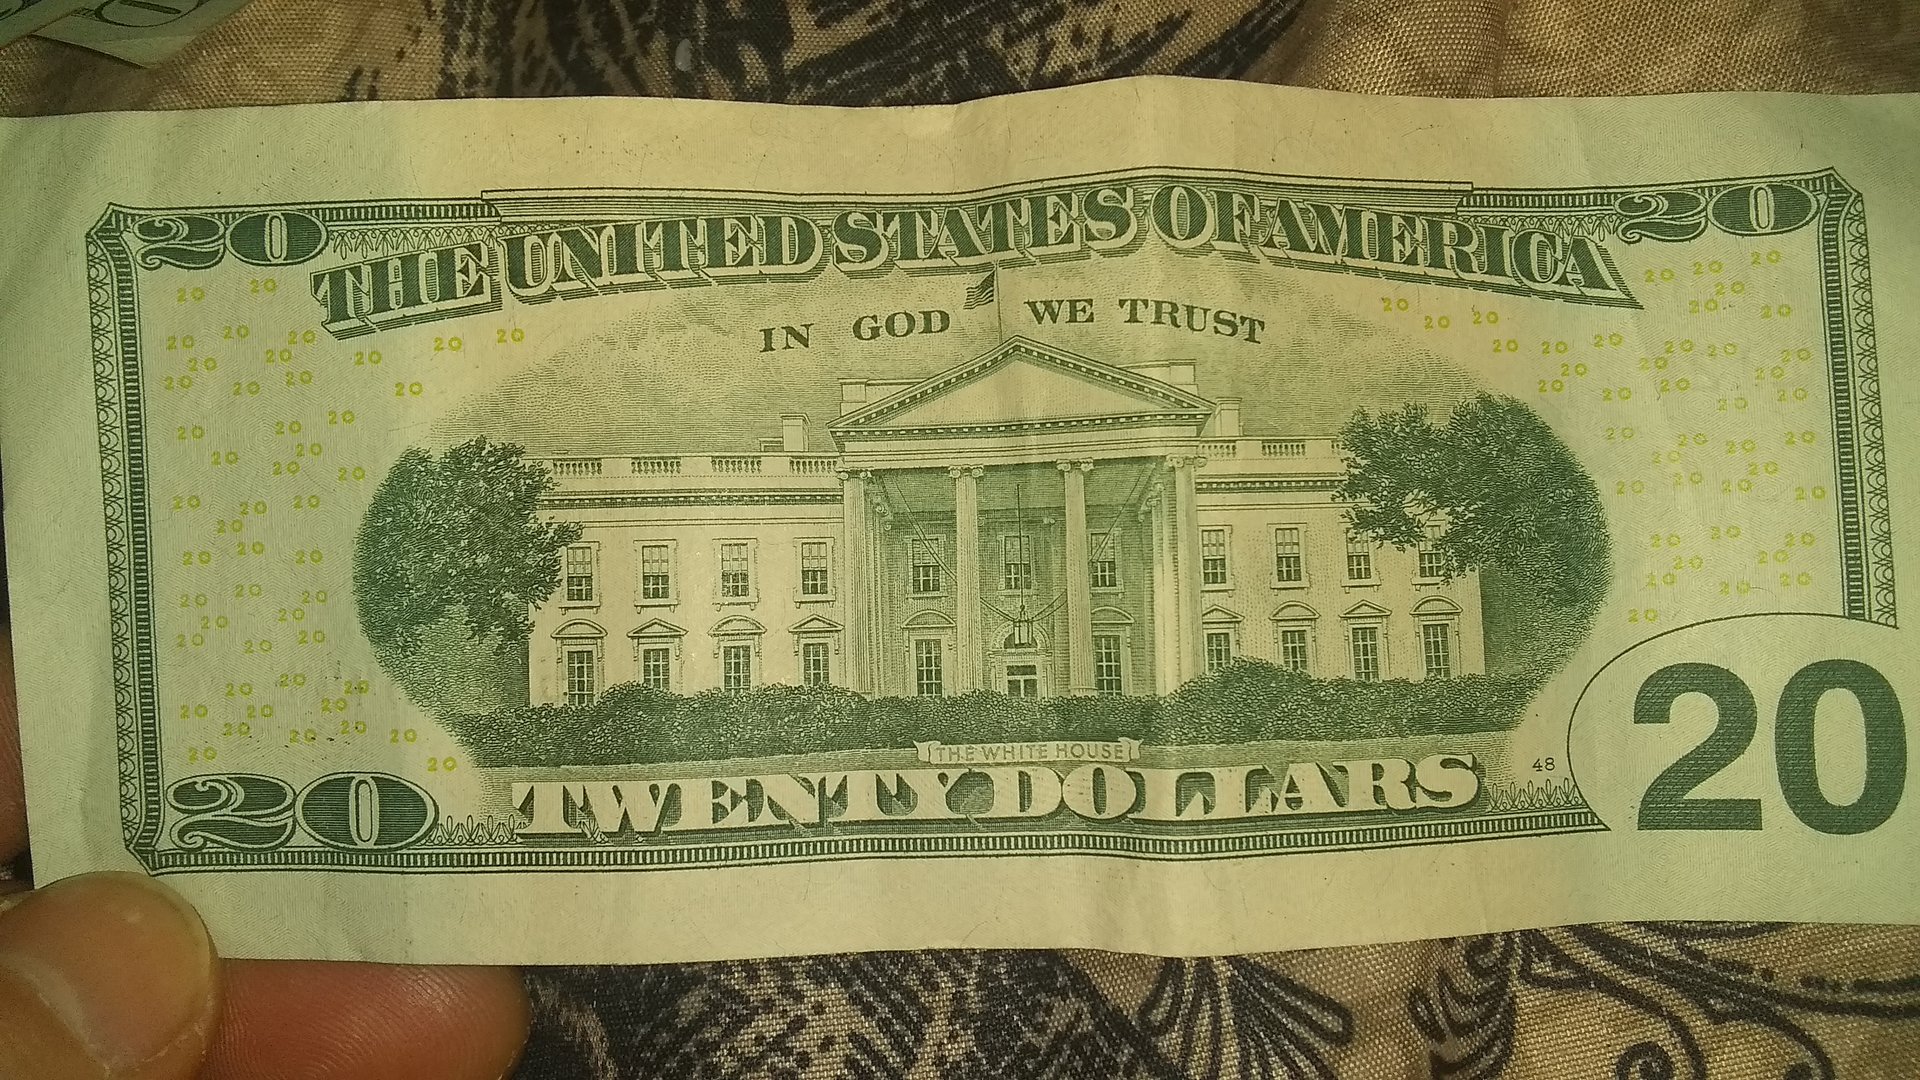 20 20
THE UNITED STATES OF AMERICA
IN GOD WE TRUST
THE WHITE HOUSE
TWENTY DOLLARS
48
20 20